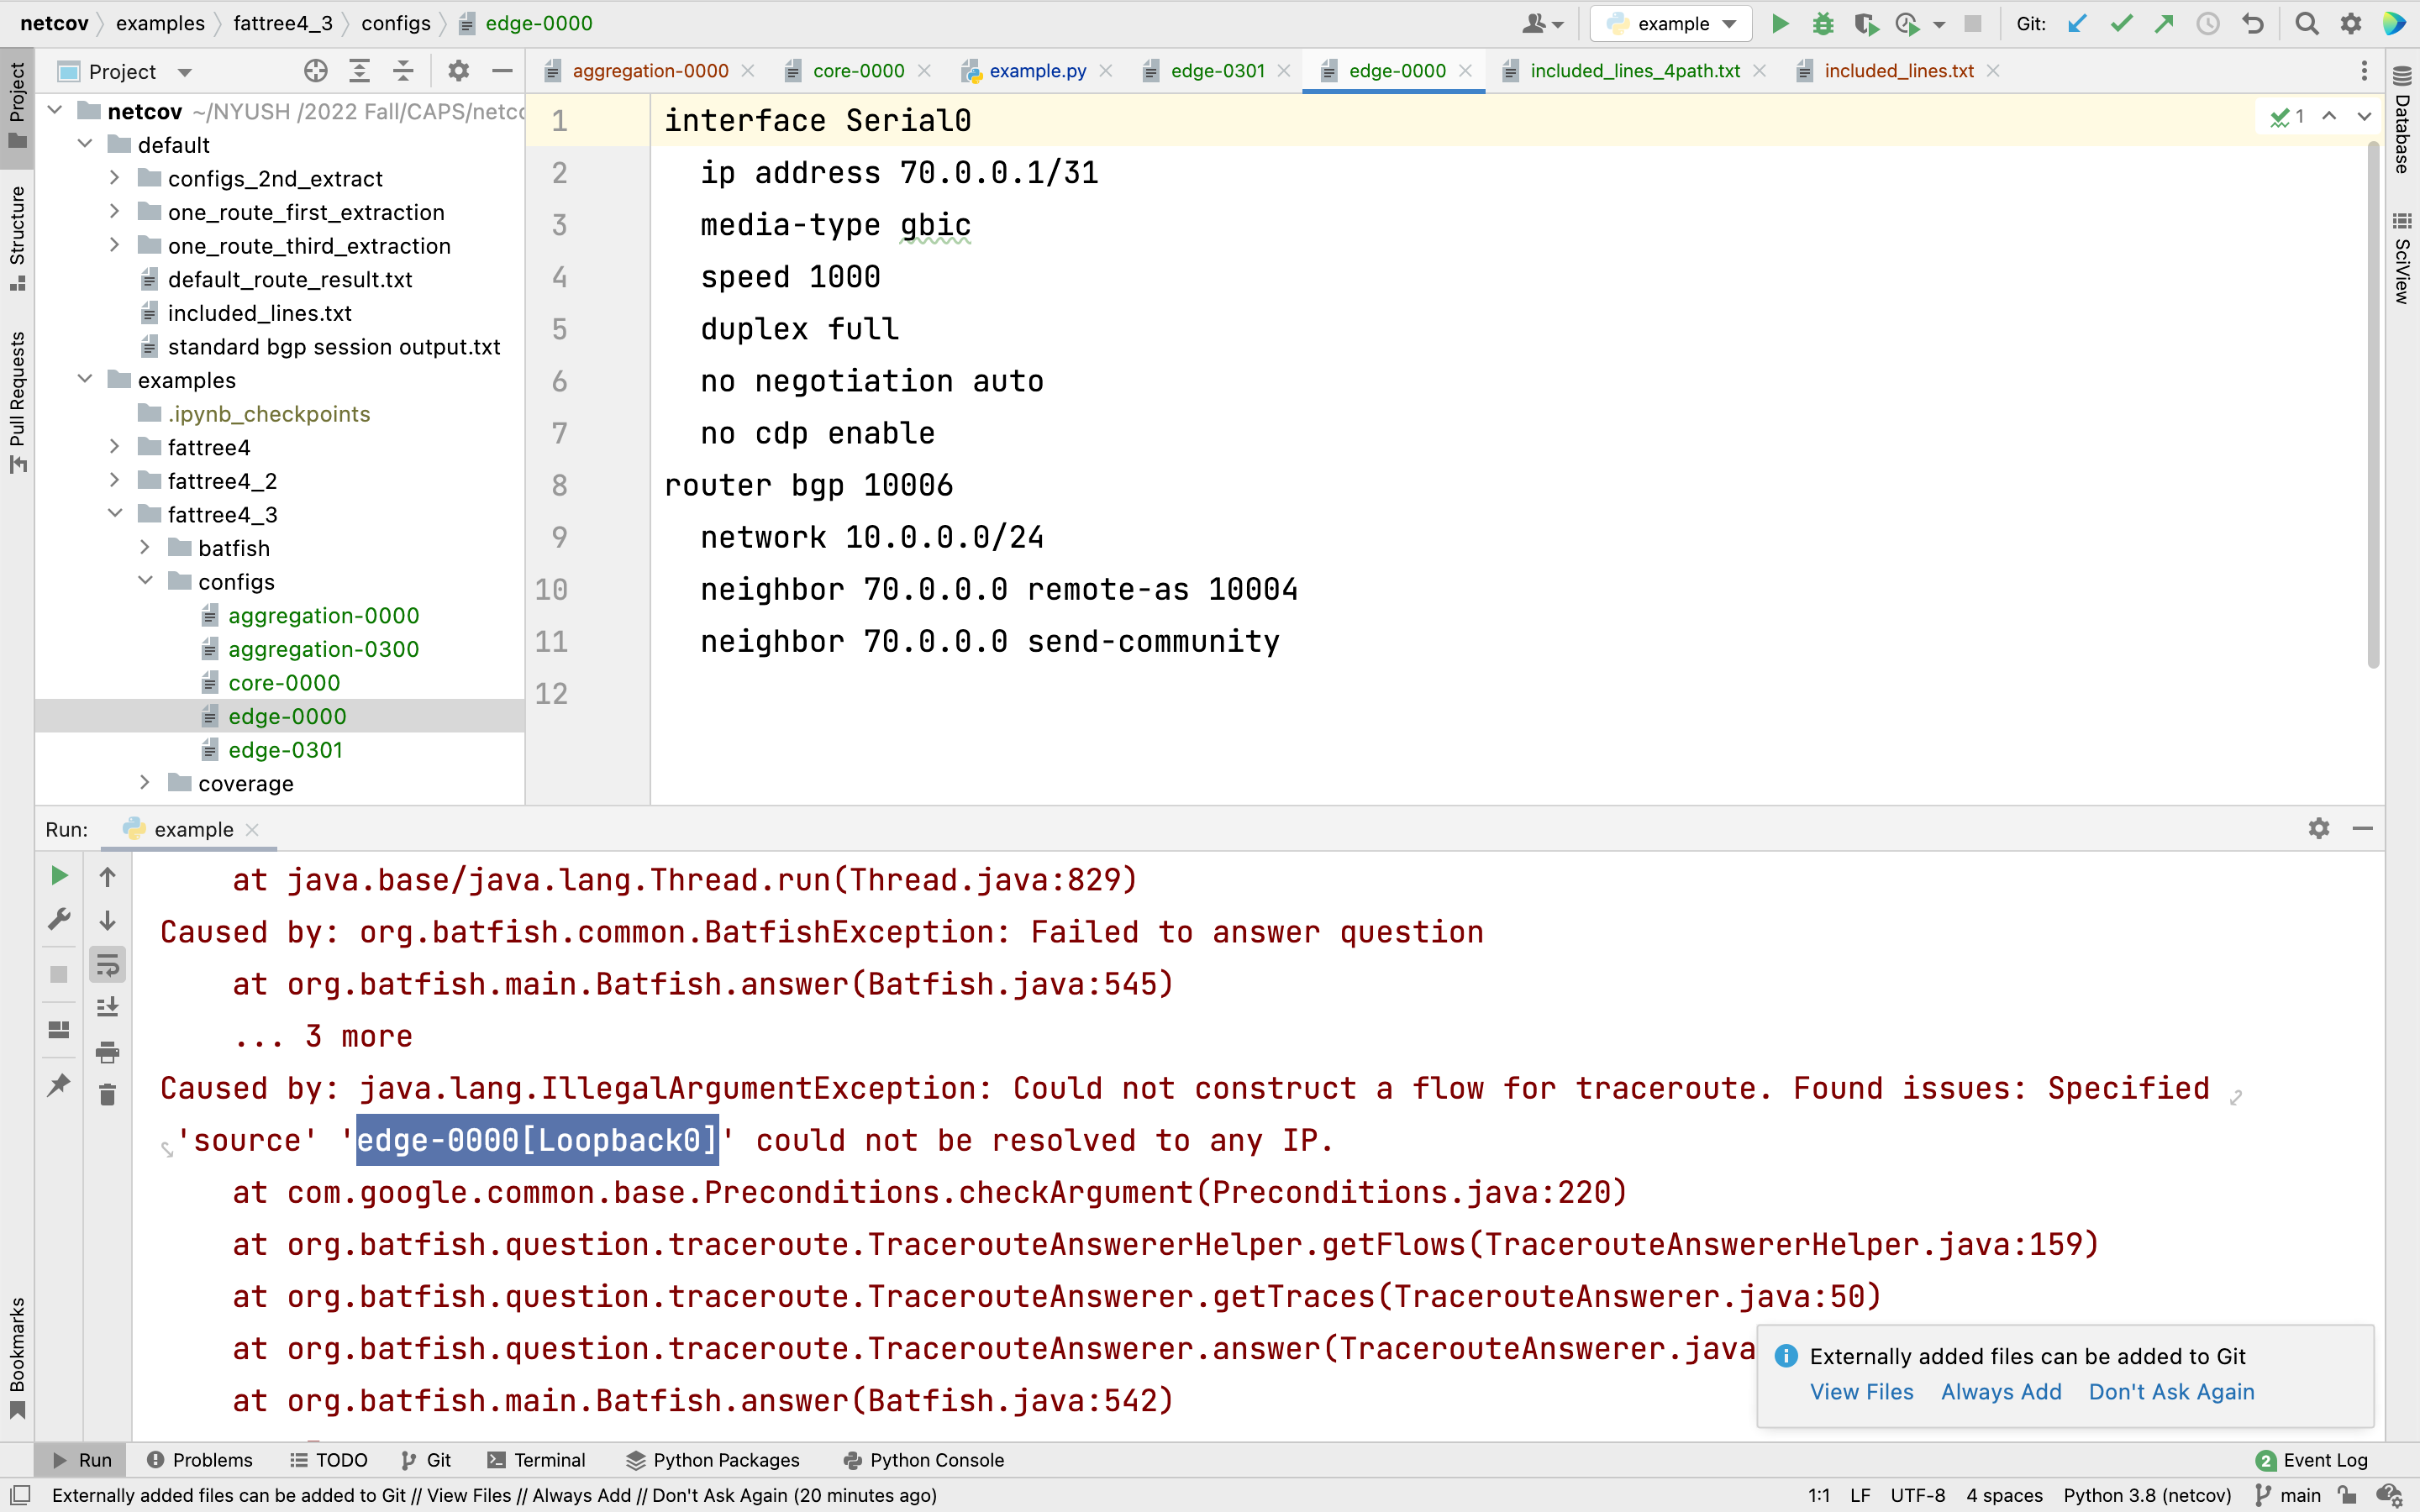 netcov
examples
fattree4_3
configs
edge-0000
example
Git:
Project
aggregation-0000
core-0000
example.py
edge-0301
edge-0000
included_lines_4path.txt
included_lines.txt
Project
Structure
Pull Requests
Bookmarks
Database
SciView
netcov ~/NYUSH /2022 Fall/CAPS/netco
default
configs_2nd_extract
one_route_first_extraction
one_route_third_extraction
default_route_result.txt
included_lines.txt
standard bgp session output.txt
examples
.ipynb_checkpoints
fattree4
fattree4_2
fattree4_3
batfish
configs
aggregation-0000
aggregation-0300
core-0000
edge-0000
edge-0301
coverage
1 interface Serial0
1
2 ip address 70.0.0.1/31
3 media-type gbic
4 speed 1000
5 duplex full
6 no negotiation auto
7 no cdp enable
8 router bgp 10006
9 network 10.0.0.0/24
10 neighbor 70.0.0.0 remote-as 10004
11 neighbor 70.0.0.0 send-community
12
Run:
example
at java.base/java.lang.Thread.run(Thread.java:829)
Caused by: org.batfish.common.BatfishException: Failed to answer question
at org.batfish.main.Batfish.answer(Batfish.java:545)
... 3 more
Caused by: java.lang.IllegalArgumentException: Could not construct a flow for traceroute. Found issues: Specified
'source' 'edge-0000[Loopback0]' could not be resolved to any IP.
at com.google.common.base.Preconditions.checkArgument(Preconditions.java:220)
at org.batfish.question.traceroute.TracerouteAnswererHelper.getFlows(TracerouteAnswererHelper.java:159)
at org.batfish.question.traceroute.TracerouteAnswerer.getTraces(TracerouteAnswerer.java:50)
at org.batfish.question.traceroute.TracerouteAnswerer.answer(TracerouteAnswerer.java
at org.batfish.main.Batfish.answer(Batfish.java:542)
Externally added files can be added to Git
View Files Always Add Don't Ask Again
Run
Problems
TODO
Git
Terminal
Python Packages
Python Console
2 Event Log
Externally added files can be added to Git // View Files // Always Add // Don't Ask Again (20 minutes ago)
1:1 LF UTF-8 4 spaces Python 3.8 (netcov) main